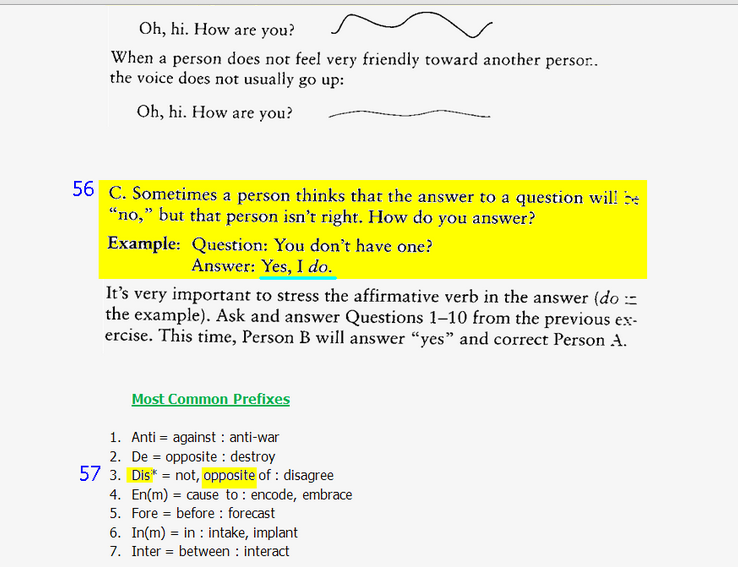 Oh, hi. How are you?
When a person does not feel very friendly toward another person..
the voice does not usually go up:
Oh, hi. How are you?
56 C. Sometimes a person thinks that the answer to a question will be
“no,” but that person isn’t right. How do you answer?
Example: Question: You don’t have one?
Answer: Yes, I do.
It’s very important to stress the affirmative verb in the answer (do
the example). Ask and answer Questions 1–10 from the previous ex-
ercise. This time, Person B will answer “yes” and correct Person A.
Most Common Prefixes
1. Anti = against : anti-war
2. De = opposite : destroy
57 3. Dis* = not, opposite of : disagree
4. En(m) = cause to : encode, embrace
5. Fore = before : forecast
6. In(m) = in : intake, implant
7. Inter = between : interact